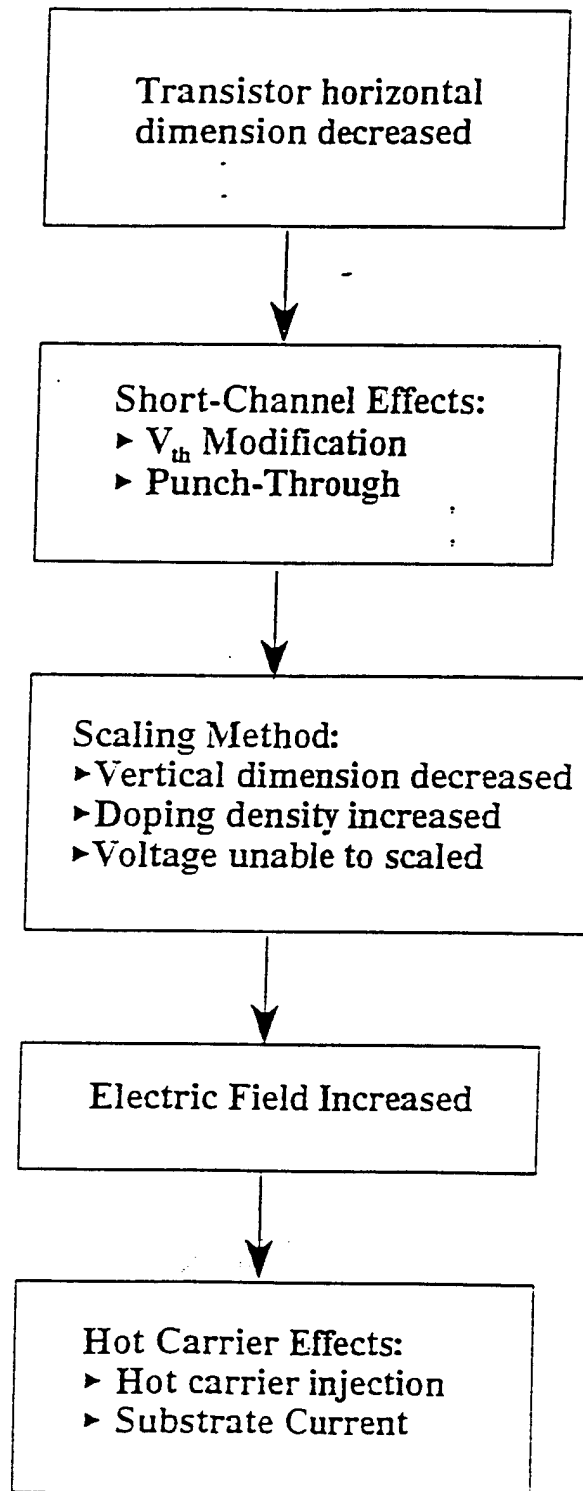 Transistor horizontal
dimension decreased
Short-Channel Effects:
► Vth Modification
► Punch-Through
Scaling Method:
►Vertical dimension decreased
►Doping density increased
►Voltage unable to scaled
Electric Field Increased
Hot Carrier Effects:
► Hot carrier injection
► Substrate Current